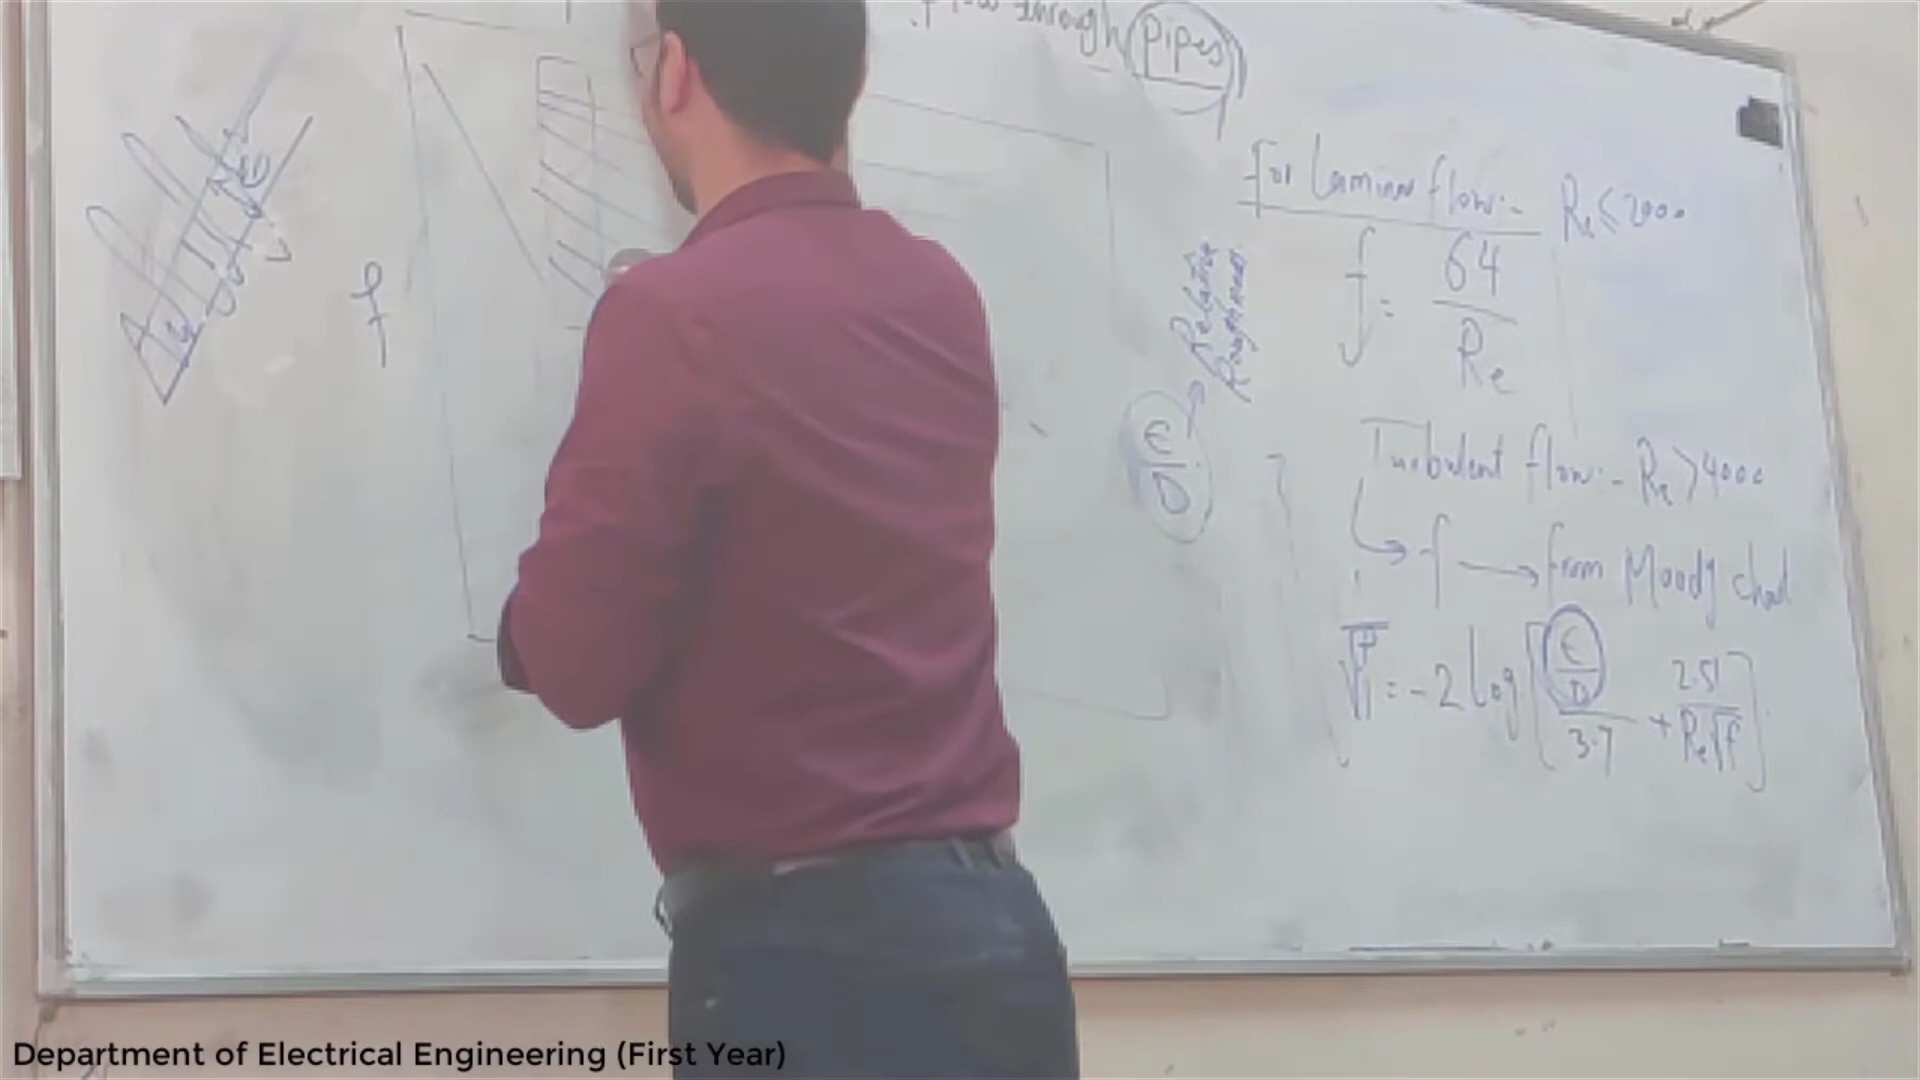 flow through pipes
f
ϵ/D → Relative Roughness
For Laminar flow:- Re ≤ 2000
f = 64/Re
Turbulent flow:- Re > 4000
↳ f → from Moody chart
1/√f = -2 log [(ϵ/D)/3.7 + 2.51/(Re√f)]
Department of Electrical Engineering (First Year)